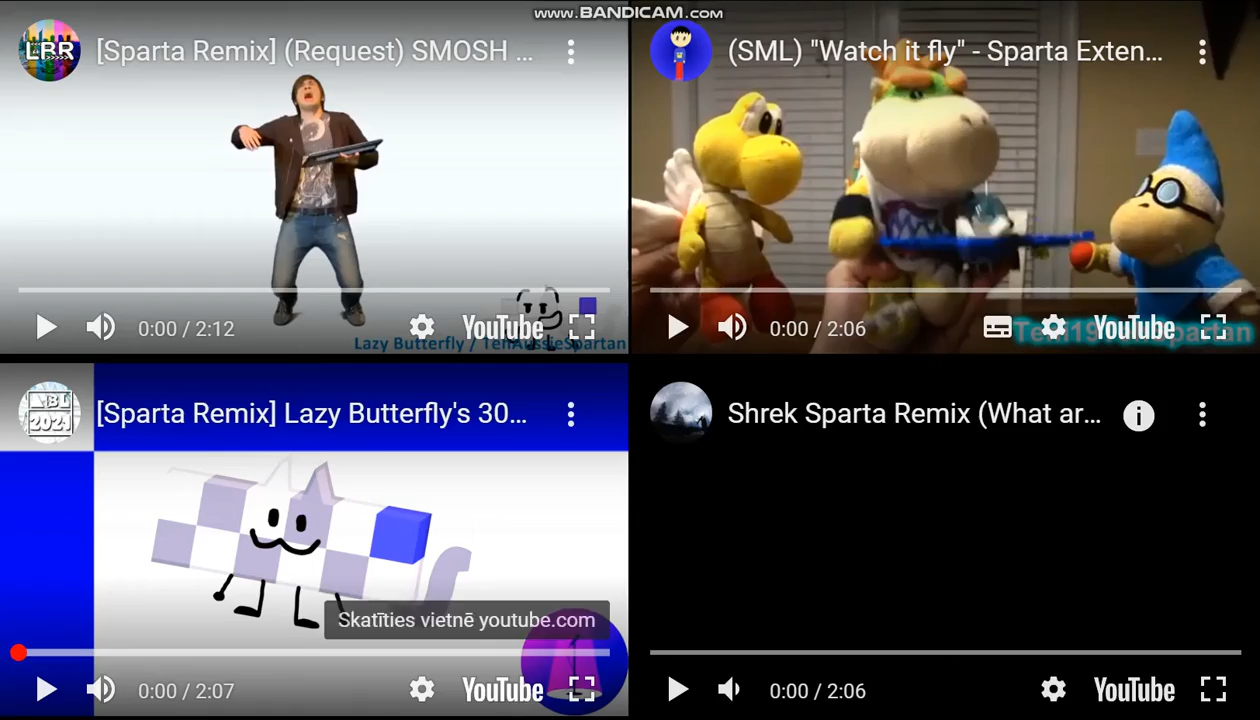 www.BANDICAM.com
LBR
[Sparta Remix] (Request) SMOSH ...
0:00 / 2:12
YouTube
Lazy Butterfly / TenAussieSpartan
(SML) "Watch it fly" - Sparta Exten...
0:00 / 2:06
YouTube
2021
[Sparta Remix] Lazy Butterfly's 30...
Skatīties vietnē youtube.com
0:00 / 2:07
YouTube
Shrek Sparta Remix (What ar...
0:00 / 2:06
YouTube